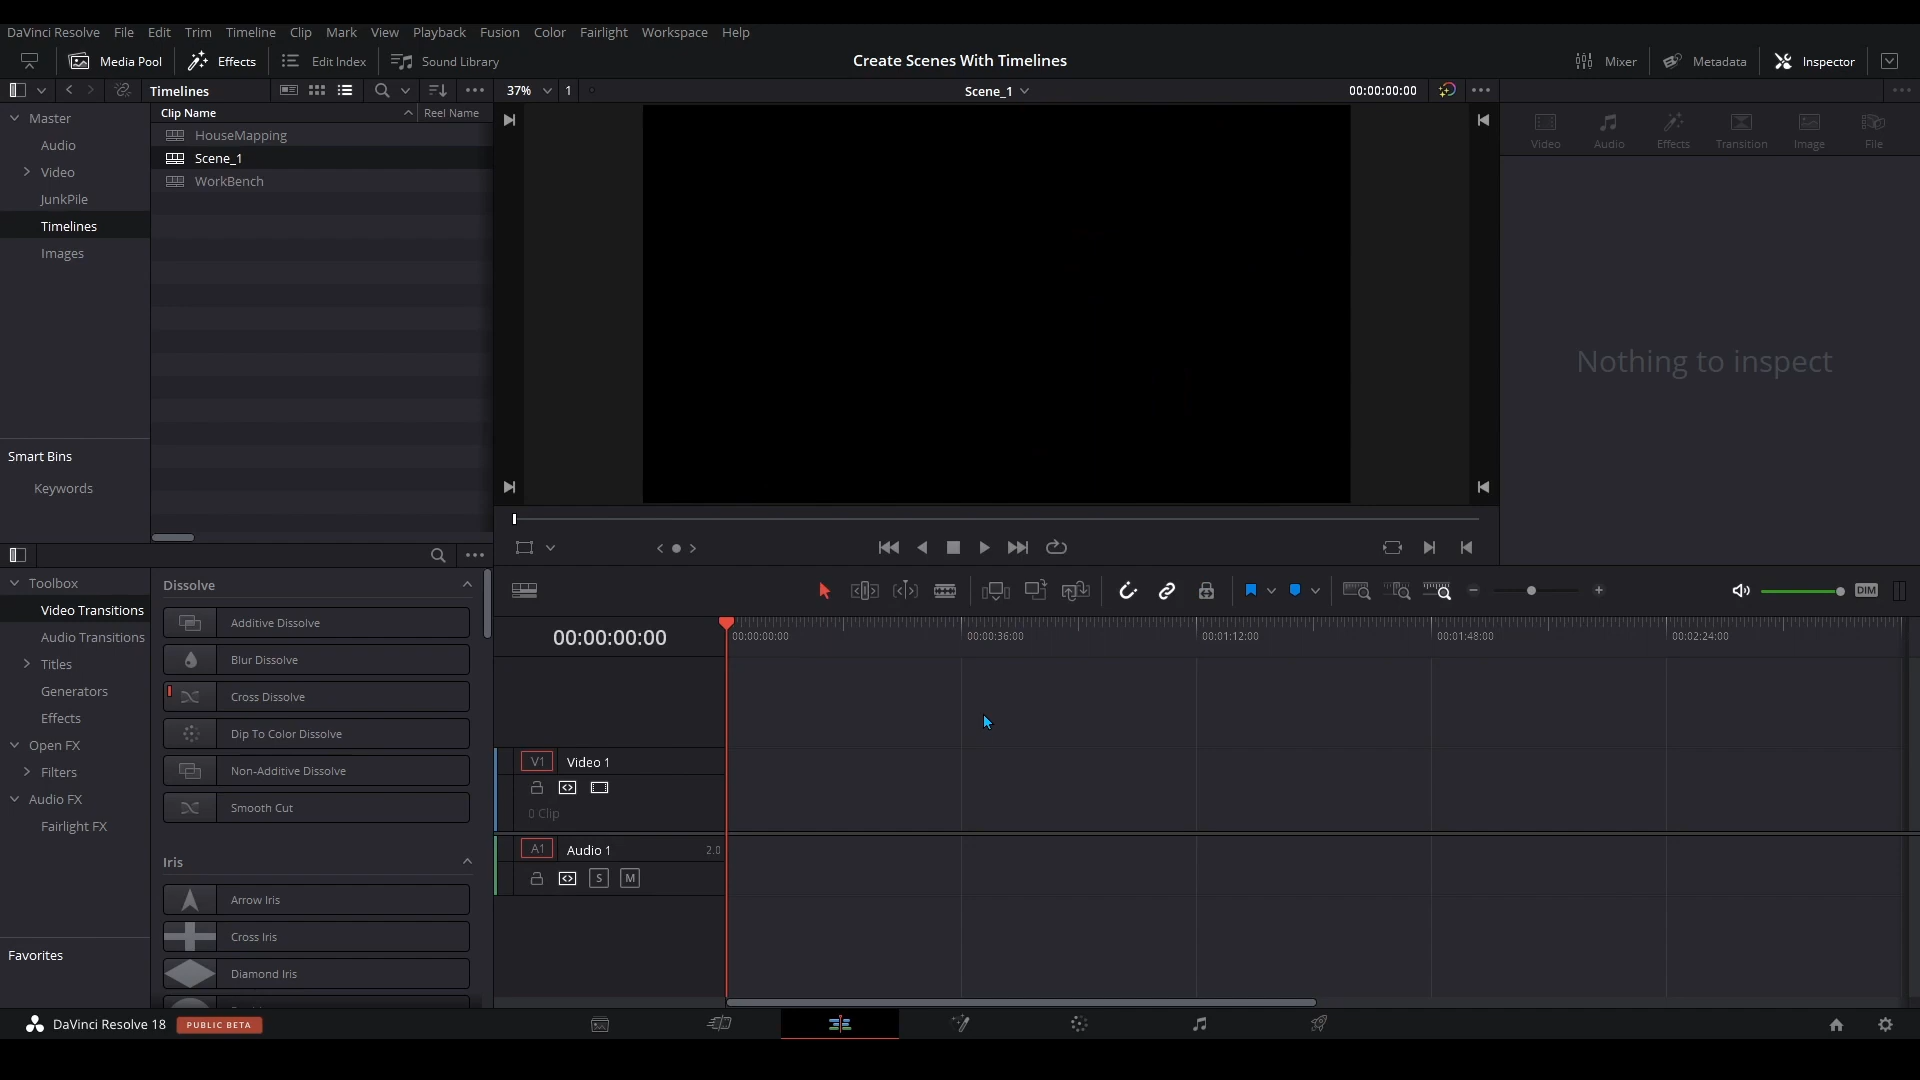 DaVinci Resolve File Edit Trim Timeline Clip Mark View Playback Fusion Color Fairlight Workspace Help
Media Pool Effects Edit Index Sound Library Create Scenes With Timelines Mixer Metadata Inspector
Timelines 37% 1 Scene_1 00:00:00:00
Clip Name Reel Name
Master
Audio
Video
JunkPile
Timelines
Images
HouseMapping
Scene_1
WorkBench
Video Audio Effects Transition Image File
Nothing to inspect
Smart Bins
Keywords
Toolbox
Video Transitions
Audio Transitions
Titles
Generators
Effects
Open FX
Filters
Audio FX
Fairlight FX
Favorites
Dissolve
Additive Dissolve
Blur Dissolve
Cross Dissolve
Dip To Color Dissolve
Non-Additive Dissolve
Smooth Cut
Iris
Arrow Iris
Cross Iris
Diamond Iris
DIM
00:00:00:00 00:00:00:00 00:00:36:00 00:01:12:00 00:01:48:00 00:02:24:00
V1 Video 1
0 Clip
A1 Audio 1 2.0
S M
DaVinci Resolve 18 PUBLIC BETA